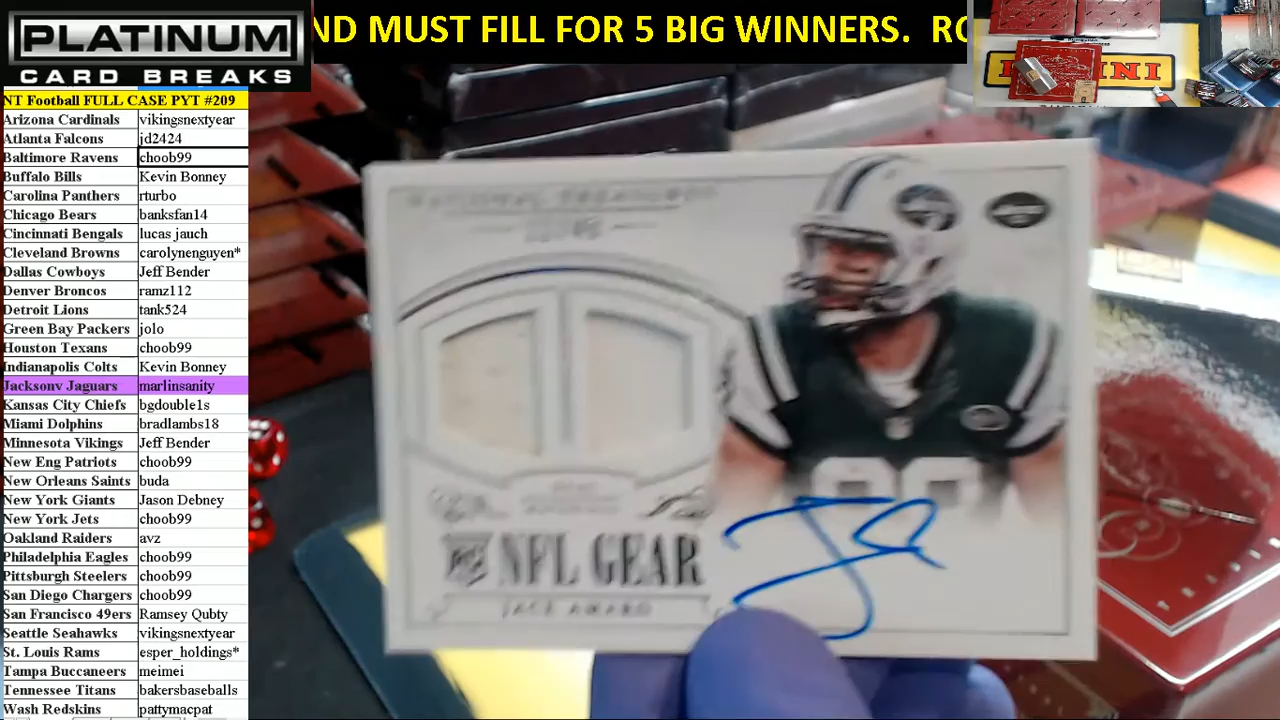 PLATINUM
CARD BREAKS
ND MUST FILL FOR 5 BIG WINNERS. RO
NT Football FULL CASE PYT #209
Arizona Cardinals vikingsnextyear
Atlanta Falcons jd2424
Baltimore Ravens choob99
Buffalo Bills Kevin Bonney
Carolina Panthers rturbo
Chicago Bears banksfan14
Cincinnati Bengals lucas jauch
Cleveland Browns carolynenguyen*
Dallas Cowboys Jeff Bender
Denver Broncos ramz112
Detroit Lions tank524
Green Bay Packers jolo
Houston Texans choob99
Indianapolis Colts Kevin Bonney
Jacksonv Jaguars marlinsanity
Kansas City Chiefs bgdouble1s
Miami Dolphins bradlambs18
Minnesota Vikings Jeff Bender
New Eng Patriots choob99
New Orleans Saints buda
New York Giants Jason Debney
New York Jets choob99
Oakland Raiders avz
Philadelphia Eagles choob99
Pittsburgh Steelers choob99
San Diego Chargers choob99
San Francisco 49ers Ramsey Qubty
Seattle Seahawks vikingsnextyear
St. Louis Rams esper_holdings*
Tampa Buccaneers meimei
Tennessee Titans bakersbaseballs
Wash Redskins pattymacpat
NATIONAL TREASURES
NFL GEAR
JACE AMARO